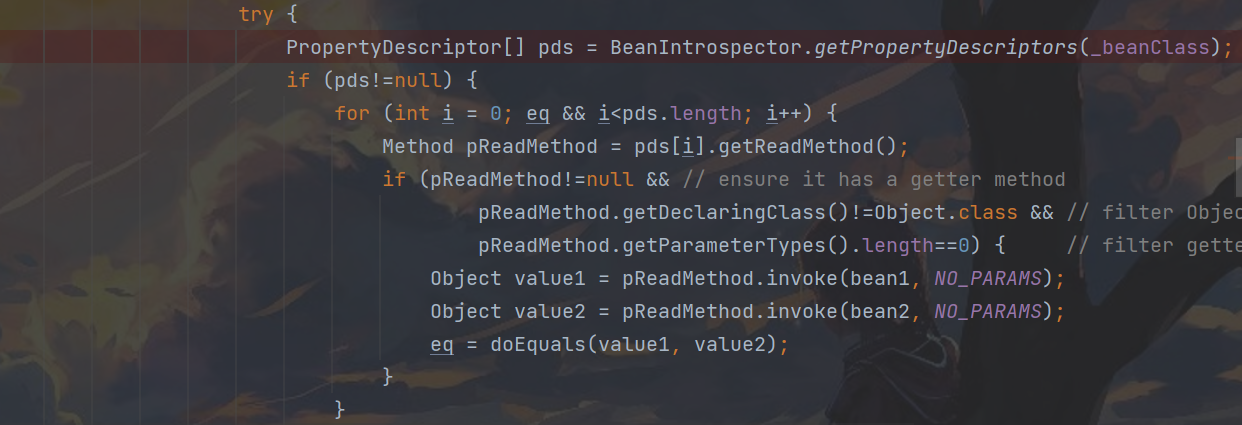 try {
PropertyDescriptor[] pds = BeanIntrospector.getPropertyDescriptors(_beanClass);
if (pds!=null) {
for (int i = 0; eq && i<pds.length; i++) {
Method pReadMethod = pds[i].getReadMethod();
if (pReadMethod!=null && // ensure it has a getter method
pReadMethod.getDeclaringClass()!=Object.class && // filter Objec
pReadMethod.getParameterTypes().length==0) { // filter gette
Object value1 = pReadMethod.invoke(bean1, NO_PARAMS);
Object value2 = pReadMethod.invoke(bean2, NO_PARAMS);
eq = doEquals(value1, value2);
}
}